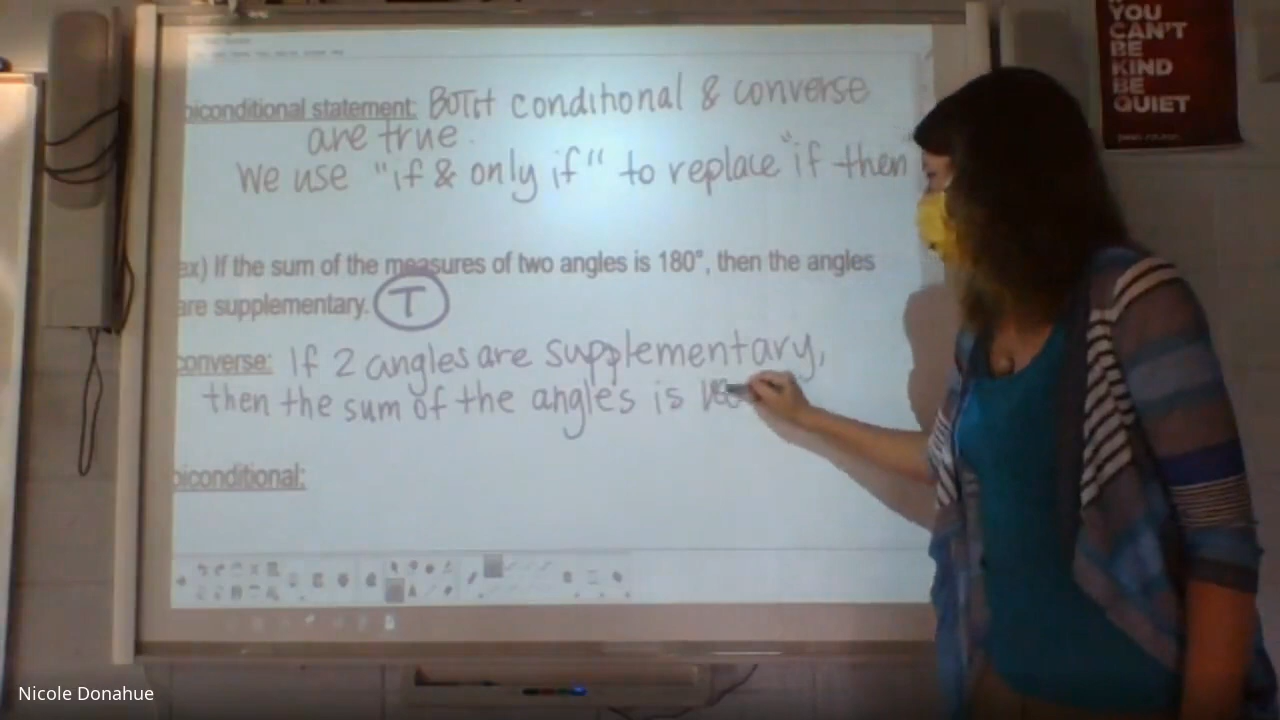 biconditional statement: BOTH conditional & converse
are true.
We use "if & only if" to replace "if then
ex) If the sum of the measures of two angles is 180°, then the angles
are supplementary. T
converse: If 2 angles are supplementary,
then the sum of the angles is
biconditional:
YOU
CAN'T
BE
KIND
BE
QUIET
Nicole Donahue